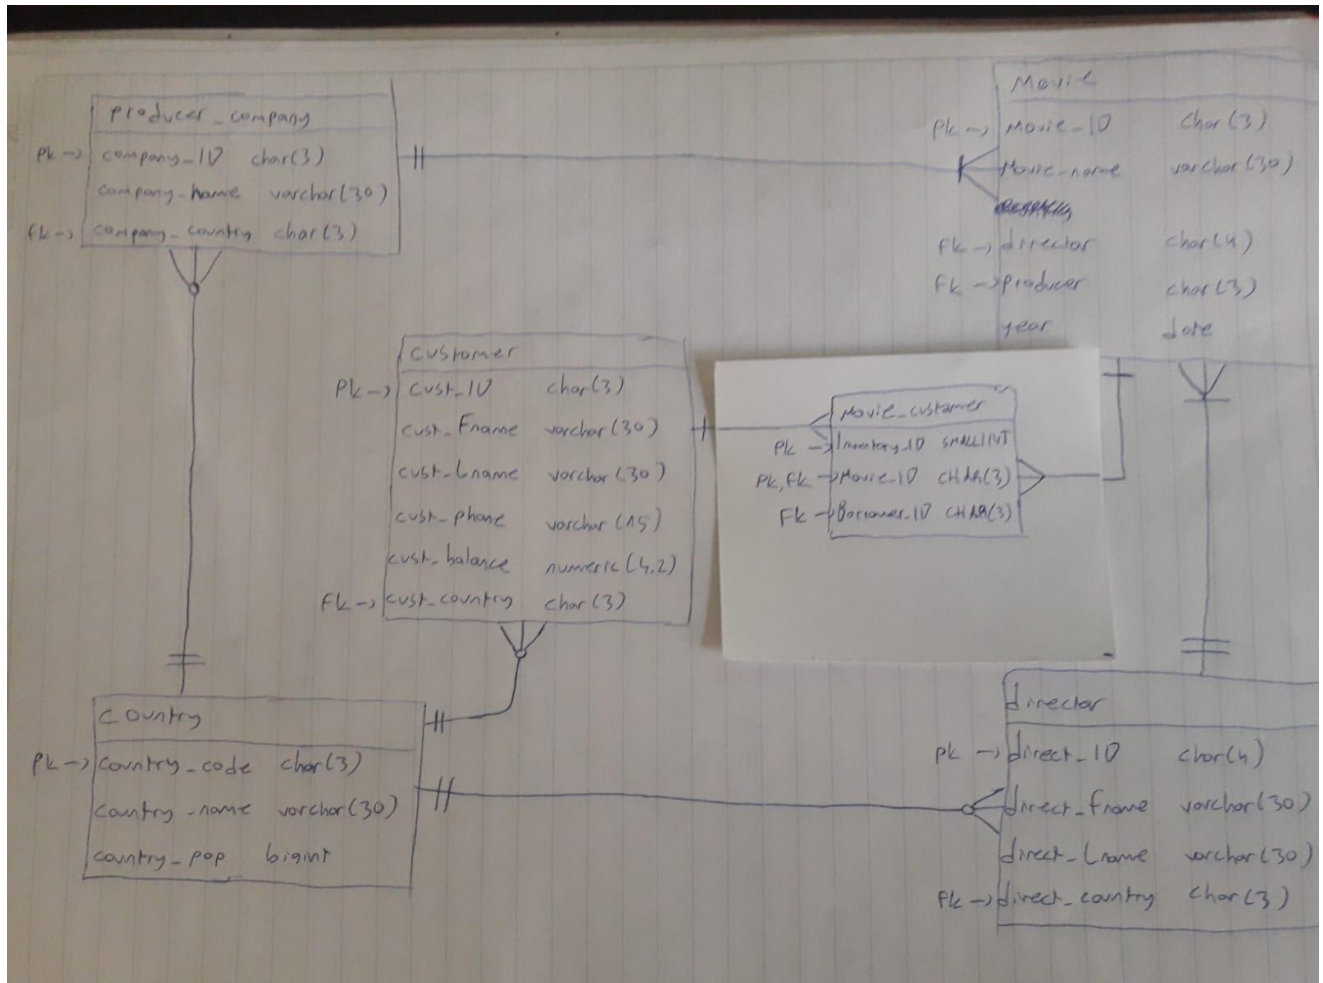 producer_company
PK → company_ID char(3)
company_name varchar(30)
FK → company_country char(3)
Movie
PK → Movie_ID char(3)
Movie_name varchar(30)
FK → director char(4)
FK → producer char(3)
year date
customer
PK → cust_ID char(3)
cust_Fname varchar(30)
cust_Lname varchar(30)
cust_phone varchar(15)
cust_balance numeric(4,2)
FK → cust_country char(3)
Movie_customer
PK → Inventory_ID SMALLINT
PK, FK → Movie_ID CHAR(3)
FK → Borrower_ID CHAR(3)
Country
PK → country_code char(3)
country_name varchar(30)
country_pop bigint
director
PK → direct_ID char(4)
direct_fname varchar(30)
direct_Lname varchar(30)
FK → direct_country char(3)